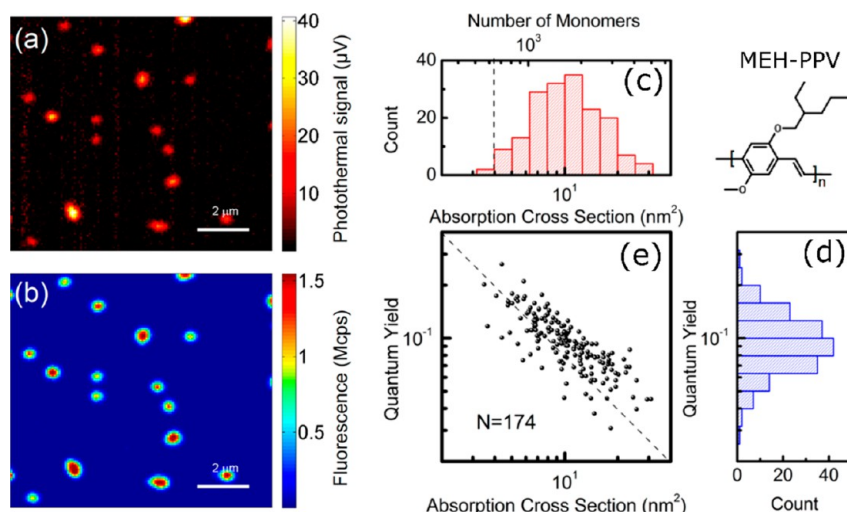 (a)
2 μm
40
30
20
10
Photothermal signal (μV)
(b)
2 μm
1.5
1
0.5
Fluorescence (Mcps)
Number of Monomers
10³
(c)
40
20
0
Count
10¹
Absorption Cross Section (nm²)
MEH-PPV
O
O
n
(e)
Quantum Yield
10⁻¹
N=174
10¹
Absorption Cross Section (nm²)
(d)
Quantum Yield
10⁻¹
0 20 40
Count